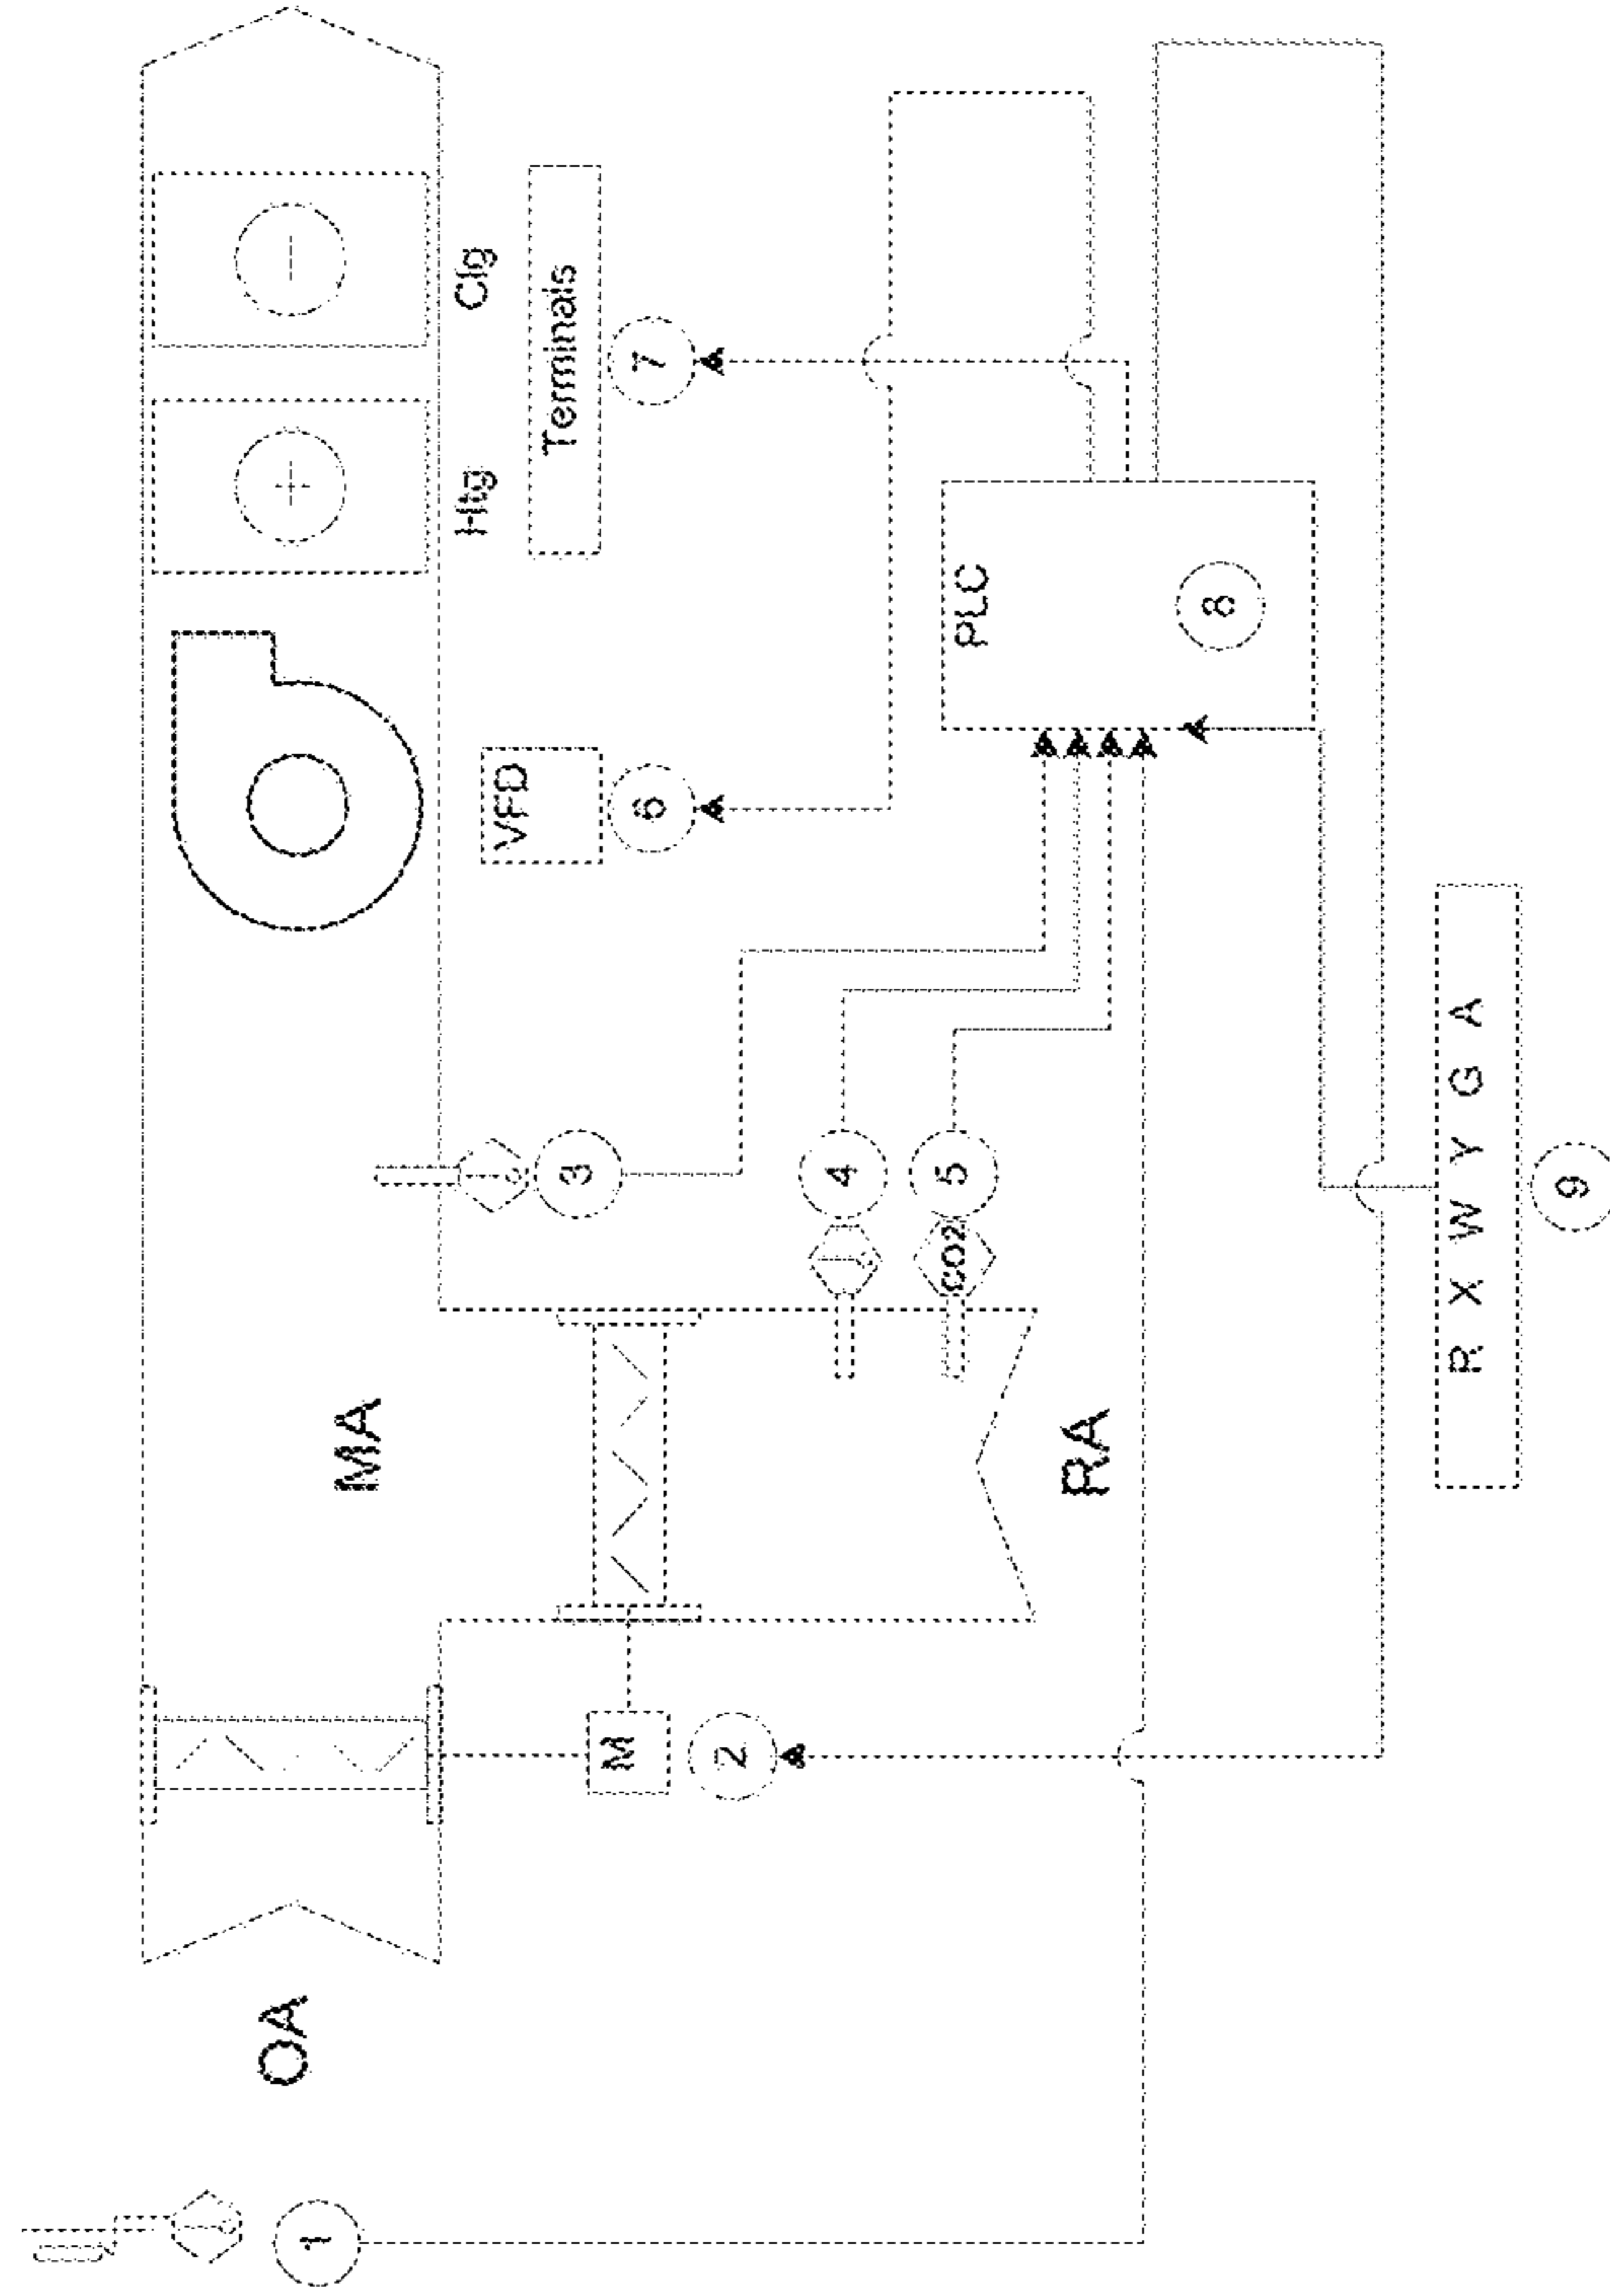 OA
+
−
1
MA
Htg
Clg
VFD
Terminals
3
M
6
7
2
4
CO2
5
PLC
RA
8
R X W Y G A
9